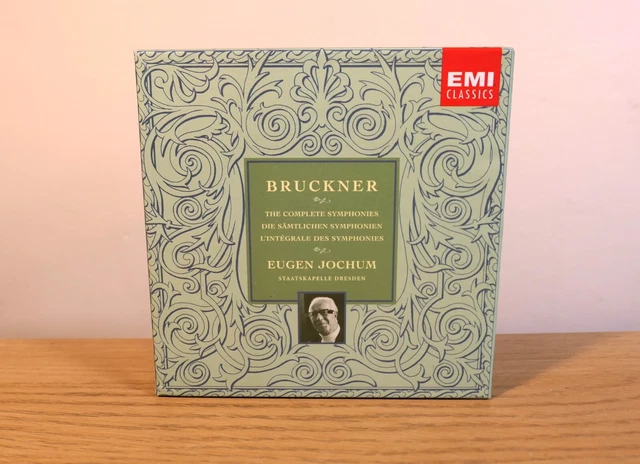 EMI
CLASSICS
BRUCKNER
THE COMPLETE SYMPHONIES
DIE SÄMTLICHEN SYMPHONIEN
L'INTÉGRALE DES SYMPHONIES
EUGEN JOCHUM
STAATSKAPELLE DRESDEN